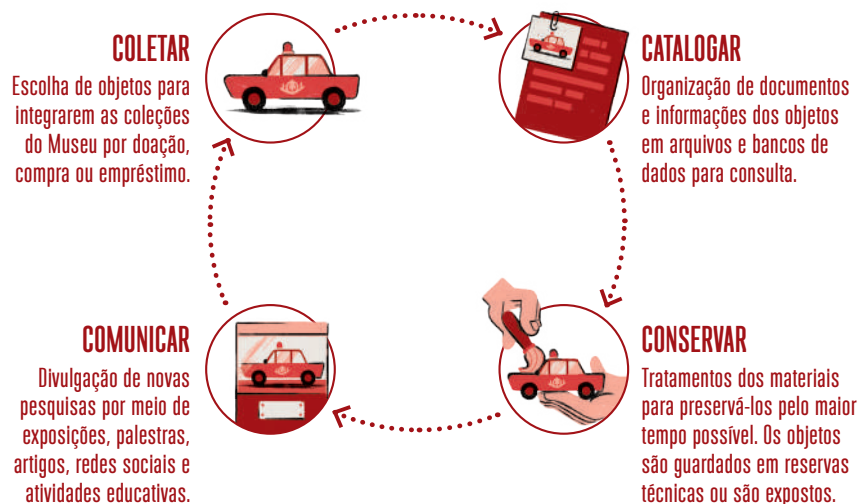 COLETAR
Escolha de objetos para
integrarem as coleções
do Museu por doação,
compra ou empréstimo.
CATALOGAR
Organização de documentos
e informações dos objetos
em arquivos e bancos de
dados para consulta.
CONSERVAR
Tratamentos dos materiais
para preservá-los pelo maior
tempo possível. Os objetos
são guardados em reservas
técnicas ou são expostos.
COMUNICAR
Divulgação de novas
pesquisas por meio de
exposições, palestras,
artigos, redes sociais e
atividades educativas.